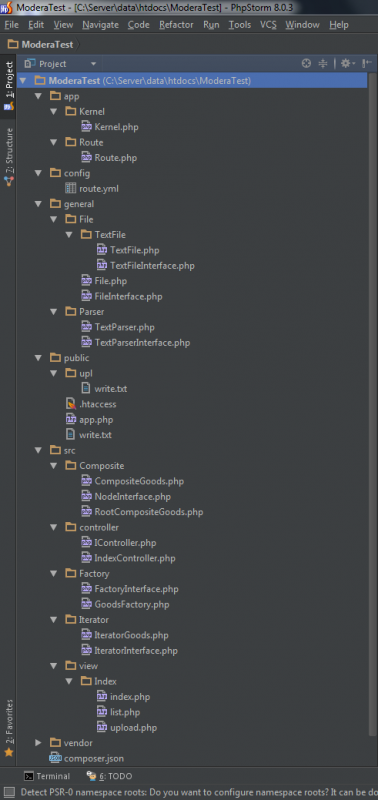 ModeraTest - [C:\Server\data\htdocs\ModeraTest] - PhpStorm 8.0.3
File Edit View Navigate Code Refactor Run Tools VCS Window Help
ModeraTest
1: Project
Project
ModeraTest (C:\Server\data\htdocs\ModeraTest)
app
Kernel
Kernel.php
Route
Route.php
7: Structure
config
route.yml
general
File
TextFile
TextFile.php
TextFileInterface.php
File.php
FileInterface.php
Parser
TextParser.php
TextParserInterface.php
public
upl
write.txt
.htaccess
app.php
write.txt
src
Composite
CompositeGoods.php
NodeInterface.php
RootCompositeGoods.php
controller
IController.php
IndexController.php
Factory
FactoryInterface.php
GoodsFactory.php
Iterator
IteratorGoods.php
IteratorInterface.php
view
Index
index.php
list.php
upload.php
2: Favorites
vendor
composer.json
Terminal 6: TODO
Detect PSR-0 namespace roots: Do you want to configure namespace roots? It can be do